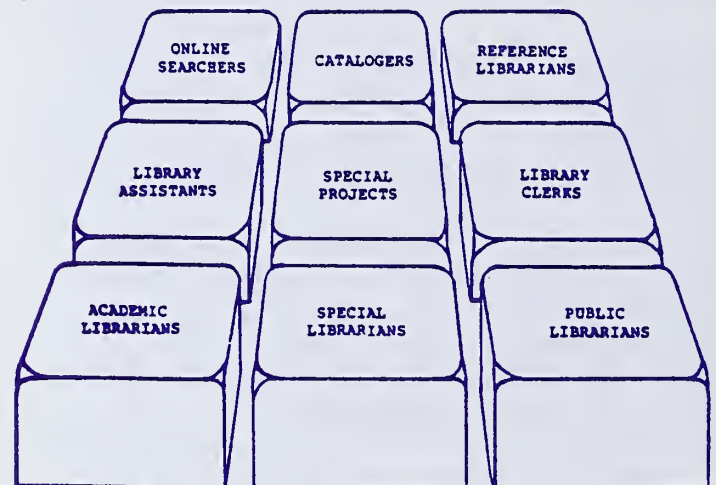 ONLINE
SEARCHERS
CATALOGERS
REFERENCE
LIBRARIANS
LIBRARY
ASSISTANTS
SPECIAL
PROJECTS
LIBRARY
CLERKS
ACADEMIC
LIBRARIANS
SPECIAL
LIBRARIANS
PUBLIC
LIBRARIANS